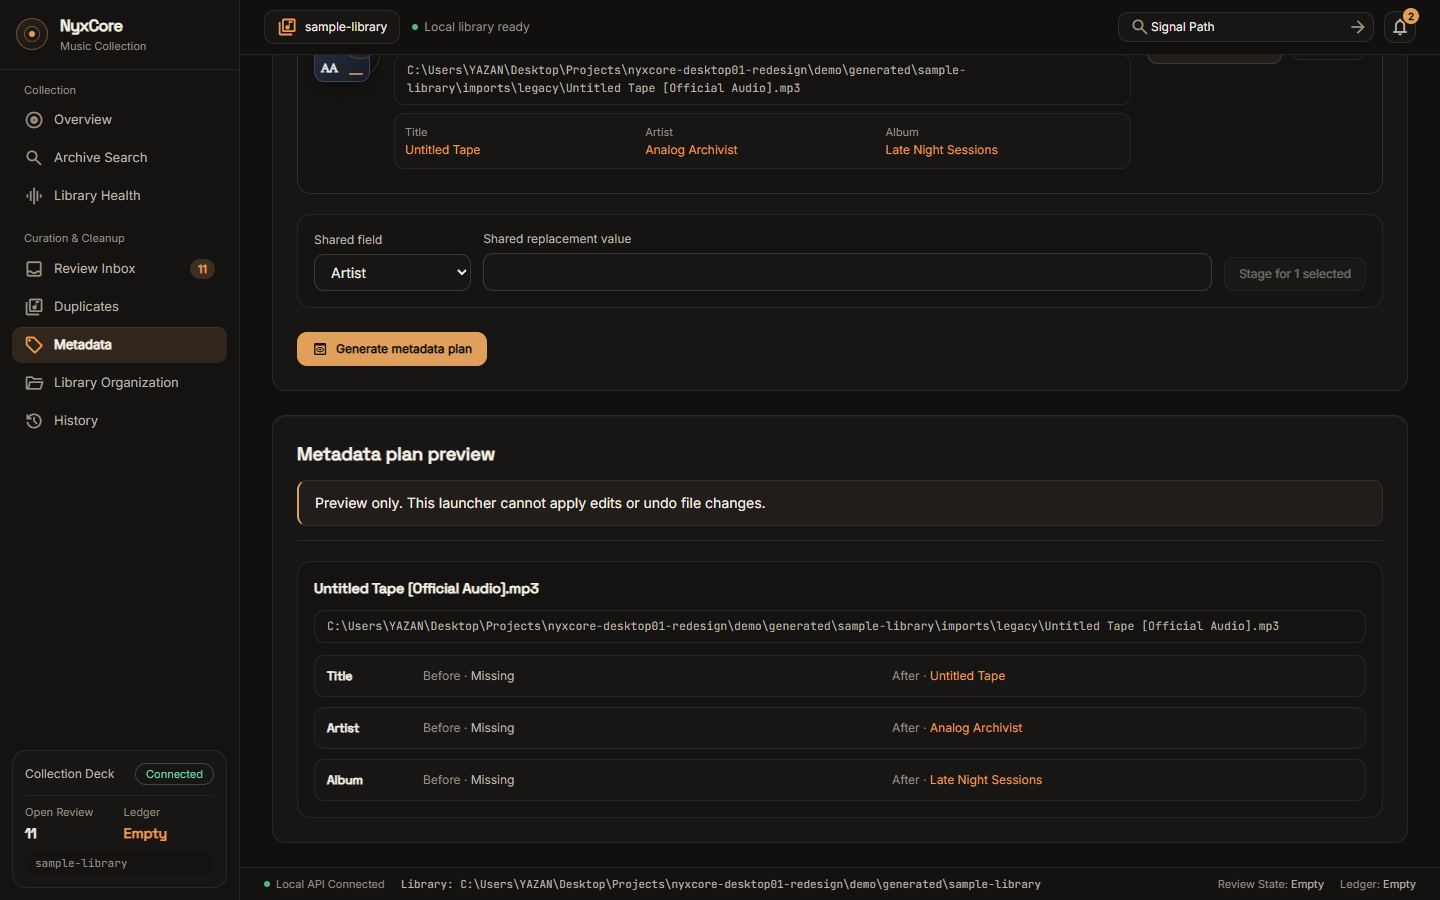 NyxCore
Music Collection
Collection
Overview
Archive Search
Library Health
Curation & Cleanup
Review Inbox 11
Duplicates
Metadata
Library Organization
History
Collection Deck Connected
Open Review Ledger
11 Empty
sample-library
sample-library Local library ready
Signal Path
2
AA
C:\Users\YAZAN\Desktop\Projects\nyxcore-desktop01-redesign\demo\generated\sample-
library\imports\legacy\Untitled Tape [Official Audio].mp3
Title Artist Album
Untitled Tape Analog Archivist Late Night Sessions
Shared field Shared replacement value
Artist
Stage for 1 selected
Generate metadata plan
Metadata plan preview
Preview only. This launcher cannot apply edits or undo file changes.
Untitled Tape [Official Audio].mp3
C:\Users\YAZAN\Desktop\Projects\nyxcore-desktop01-redesign\demo\generated\sample-library\imports\legacy\Untitled Tape [Official Audio].mp3
Title Before · Missing After · Untitled Tape
Artist Before · Missing After · Analog Archivist
Album Before · Missing After · Late Night Sessions
Local API Connected Library: C:\Users\YAZAN\Desktop\Projects\nyxcore-desktop01-redesign\demo\generated\sample-library Review State: Empty Ledger: Empty